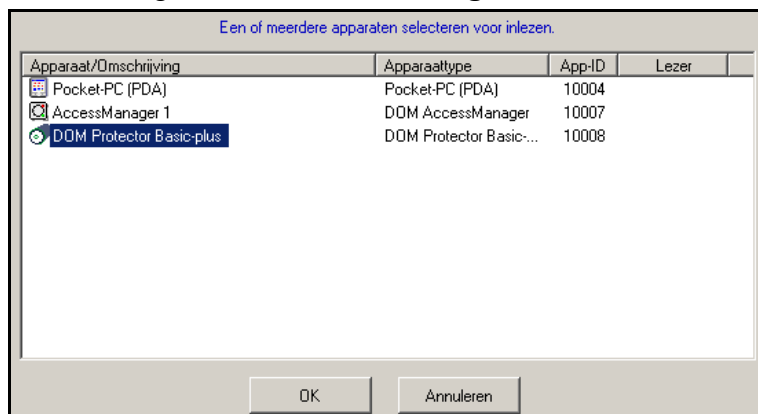 Een of meerdere apparaten selecteren voor inlezen.
Apparaat/Omschrijving Apparaattype App-ID Lezer
Pocket-PC (PDA) Pocket-PC (PDA) 10004
AccessManager 1 DOM AccessManager 10007
DOM Protector Basic-plus DOM Protector Basic-... 10008
OK Annuleren